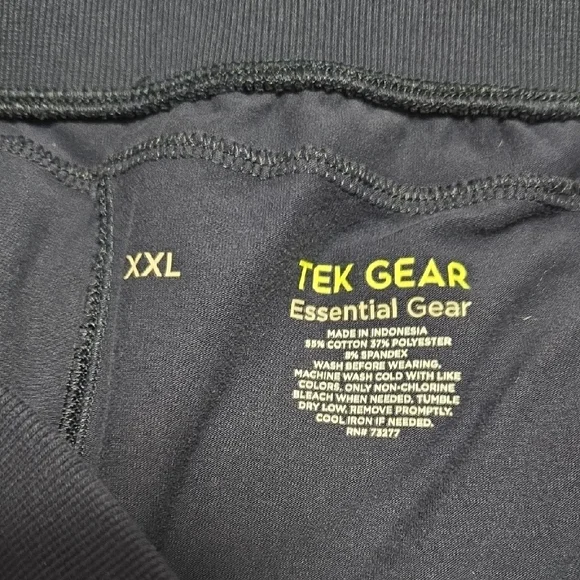 XXL
TEK GEAR
Essential Gear
MADE IN INDONESIA
55% COTTON 37% POLYESTER
8% SPANDEX
WASH BEFORE WEARING,
MACHINE WASH COLD WITH LIKE
COLORS, ONLY NON-CHLORINE
BLEACH WHEN NEEDED, TUMBLE
DRY LOW, REMOVE PROMPTLY,
COOL IRON IF NEEDED.
RN# 73277